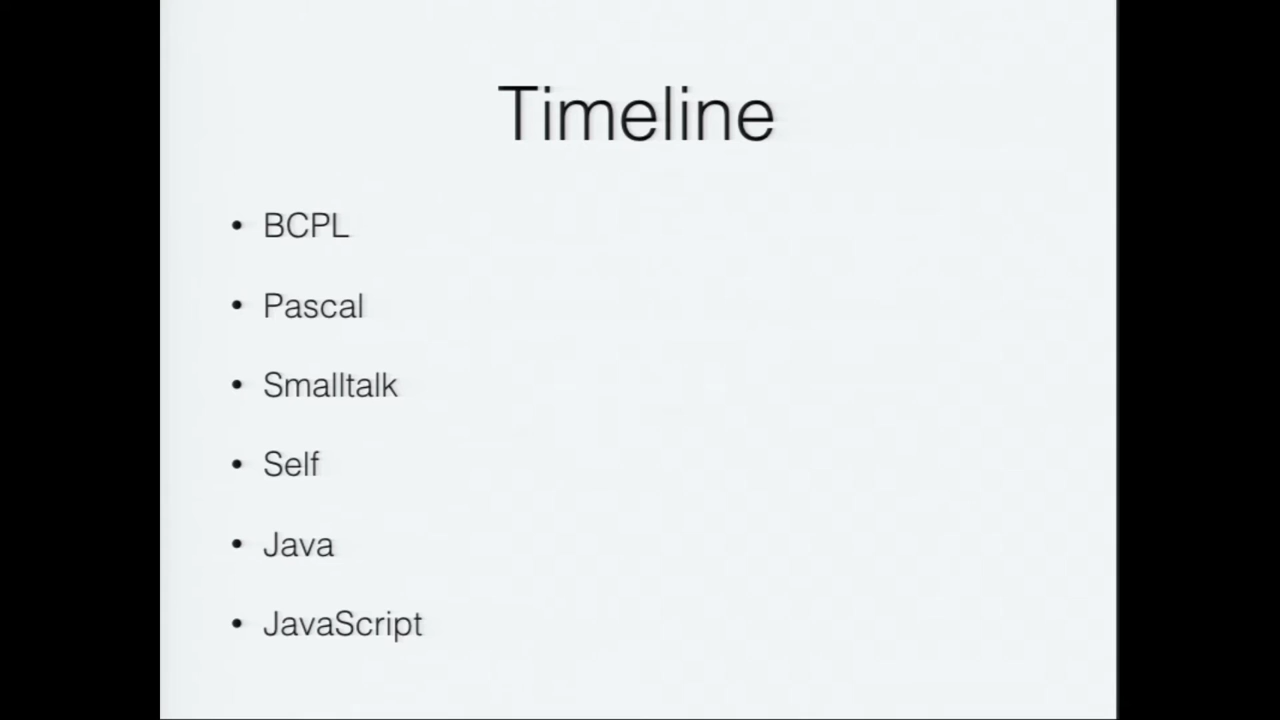 Timeline
• BCPL
• Pascal
• Smalltalk
• Self
• Java
• JavaScript